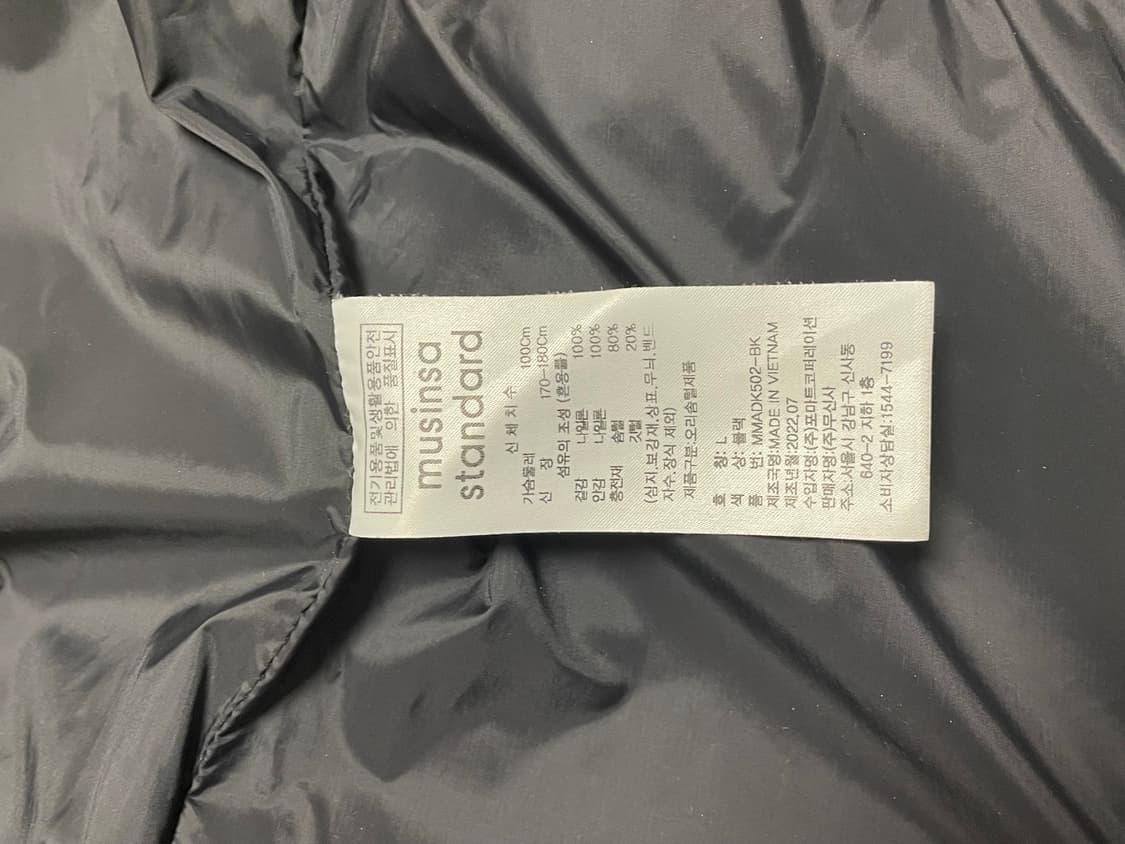 전기용품및생활용품안전
관리법에 의한 품질표시
musinsa
standard
신 체 치 수
가슴둘레 100Cm
신 장 170-180Cm
섬유의 조성 (혼용률)
겉감 나일론 100%
안감 나일론 100%
충전재 솜털 80%
깃털 20%
(심지,보강재,상표,무늬,밴드
자수,장식 제외)
제품구분:오리솜털제품
호 칭: L
색 상: 블랙
품 번: MMADK502-BK
제조국명:MADE IN VIETNAM
제조년월:2022,07
수입자명:(주)포마트코퍼레이션
판매자명:(주)무신사
주소:서울시 강남구 신사동
640-2 지하 1층
소비자상담실:1544-7199